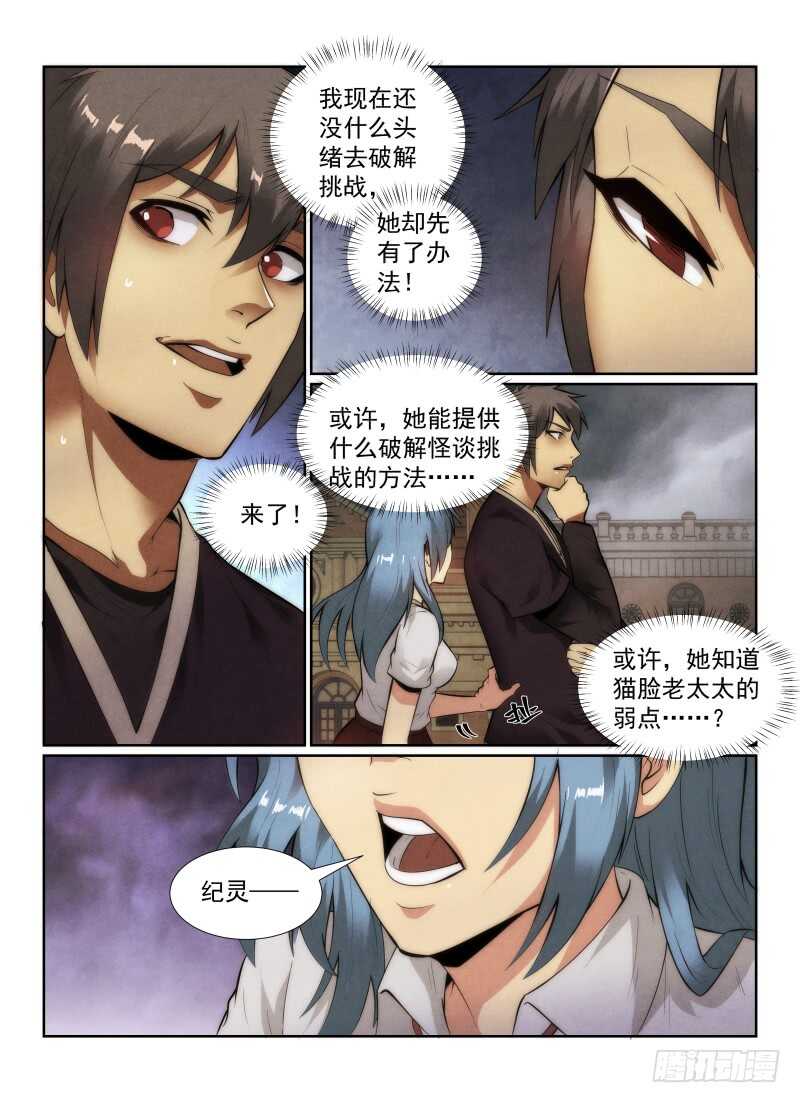 我现在还
没什么头
绪去破解
挑战,
她却先
有了办
法!
来了!
或许,她能提供
什么破解怪谈挑
战的方法……
或许,她知道
猫脸老太太的
弱点……?
扯
纪灵——
腾讯动漫